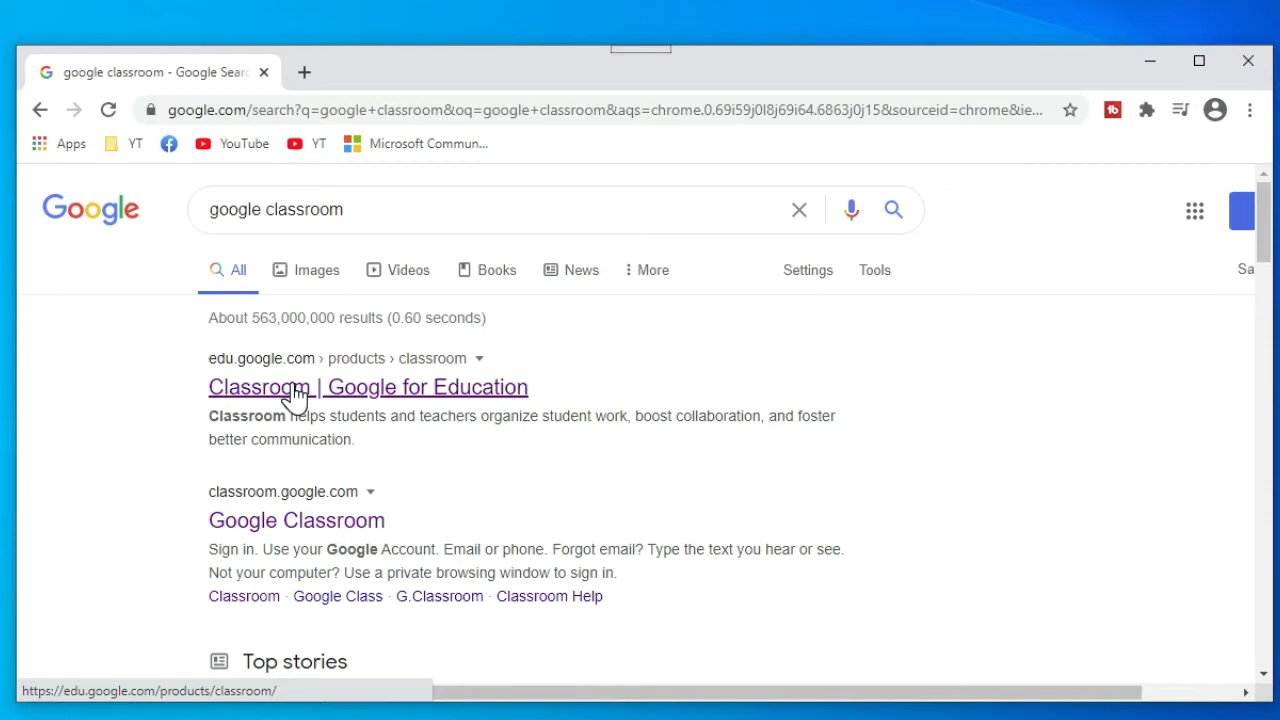 google classroom - Google Sear
google.com/search?q=google+classroom&oq=google+classroom&aqs=chrome.0.69i59j0l8j69i64.6863j0j15&sourceid=chrome&ie...
Apps YT YouTube YT Microsoft Commun...
Google google classroom
All Images Videos Books News More Settings Tools Sa
About 563,000,000 results (0.60 seconds)
edu.google.com › products › classroom
Classroom | Google for Education
Classroom helps students and teachers organize student work, boost collaboration, and foster
better communication.
classroom.google.com
Google Classroom
Sign in. Use your Google Account. Email or phone. Forgot email? Type the text you hear or see.
Not your computer? Use a private browsing window to sign in.
Classroom · Google Class · G.Classroom · Classroom Help
Top stories
https://edu.google.com/products/classroom/